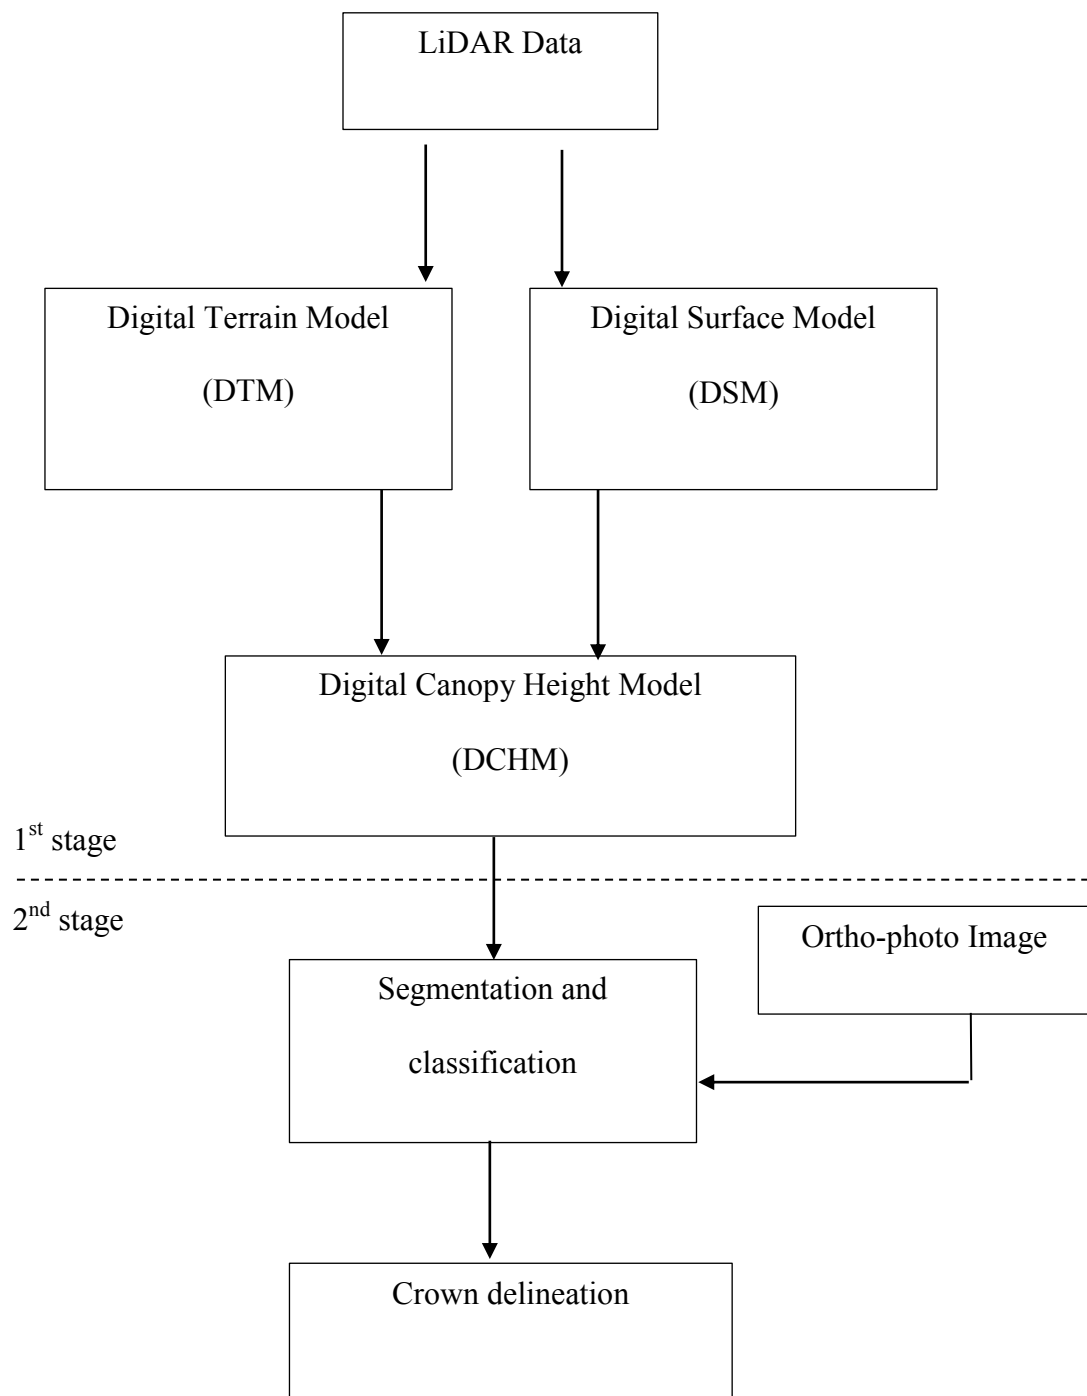 LiDAR Data
Digital Terrain Model
(DTM)
Digital Surface Model
(DSM)
Digital Canopy Height Model
(DCHM)
1st stage
2nd stage
Ortho-photo Image
Segmentation and
classification
Crown delineation